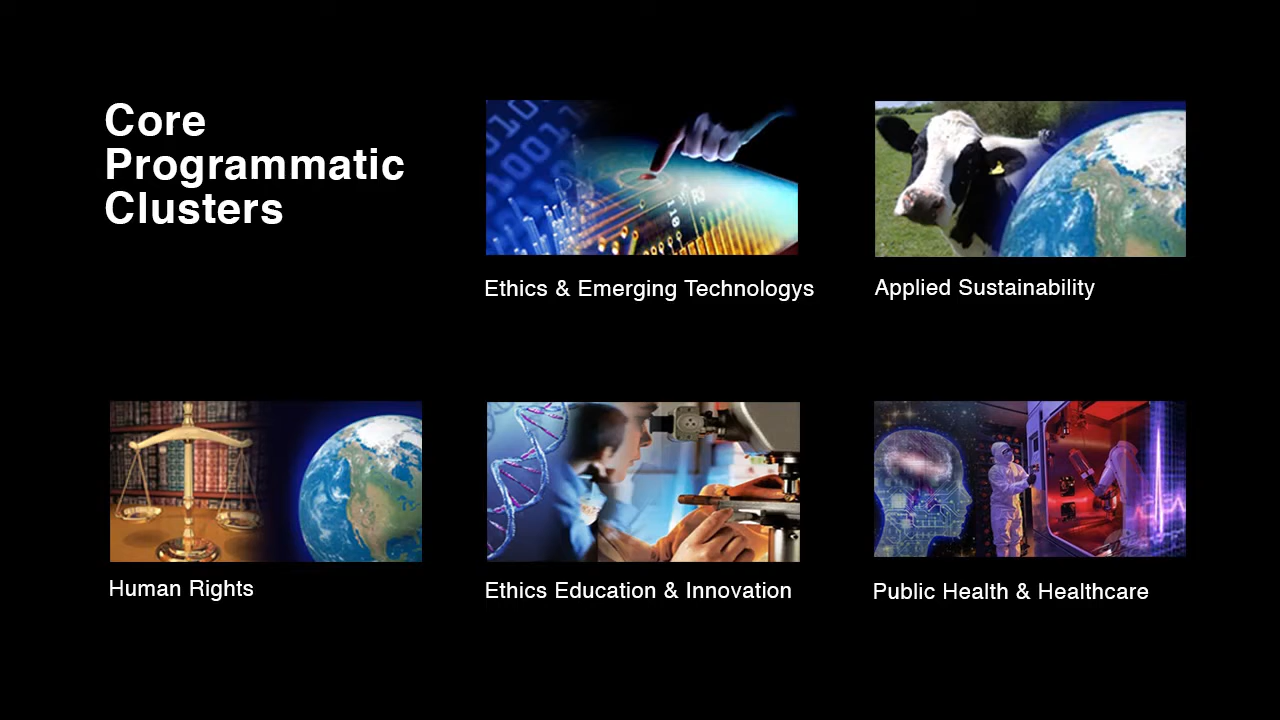 Core
Programmatic
Clusters
Ethics & Emerging Technologys
Applied Sustainability
Human Rights
Ethics Education & Innovation
Public Health & Healthcare